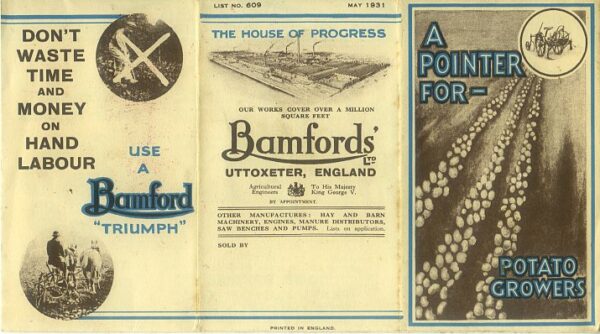 DON'T
WASTE
TIME
AND
MONEY
ON
HAND
LABOUR
USE
A
Bamford
"TRIUMPH"
LIST NO. 609
MAY 1931
THE HOUSE OF PROGRESS
OUR WORKS COVER OVER A MILLION
SQUARE FEET
Bamfords' LTD
UTTOXETER, ENGLAND
Agricultural
Engineers
To His Majesty
King George V.
BY APPOINTMENT.
OTHER MANUFACTURES: HAY AND BARN
MACHINERY, ENGINES, MANURE DISTRIBUTORS,
SAW BENCHES AND PUMPS. Lists on application.
SOLD BY
PRINTED IN ENGLAND.
A
POINTER
FOR-
POTATO
GROWERS